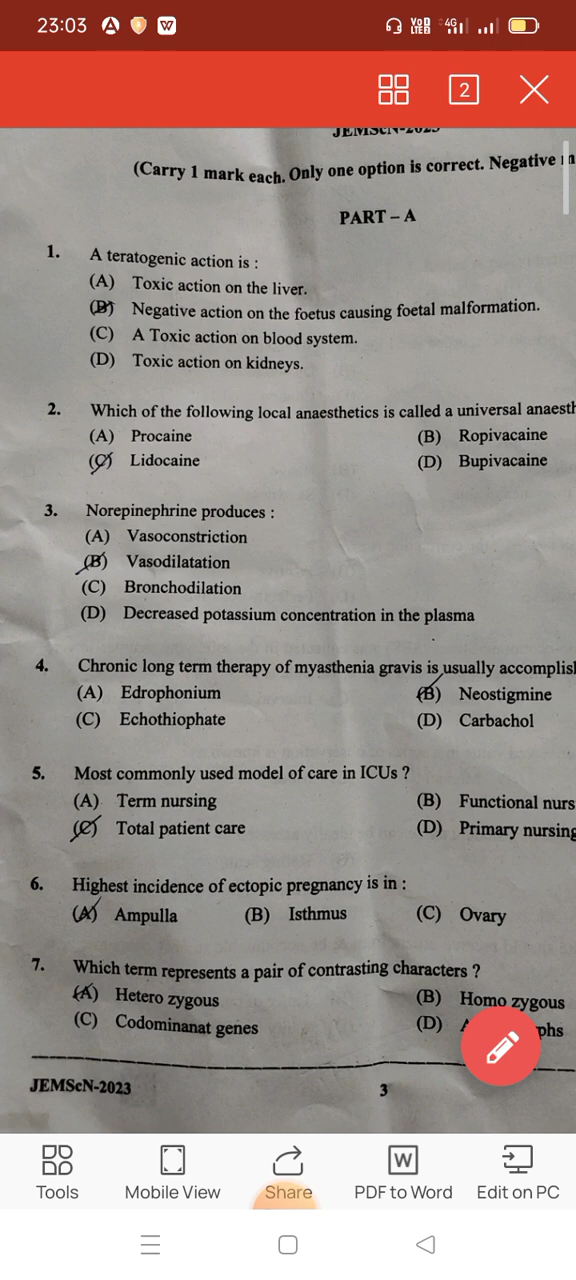 23:03
VoD
LTE 2
4G
2
JEMScN-2023
(Carry 1 mark each. Only one option is correct. Negative
PART – A
1. A teratogenic action is :
(A) Toxic action on the liver.
(B) Negative action on the foetus causing foetal malformation.
(C) A Toxic action on blood system.
(D) Toxic action on kidneys.
2. Which of the following local anaesthetics is called a universal anaesth
(A) Procaine (B) Ropivacaine
(C) Lidocaine (D) Bupivacaine
3. Norepinephrine produces :
(A) Vasoconstriction
(B) Vasodilatation
(C) Bronchodilation
(D) Decreased potassium concentration in the plasma
4. Chronic long term therapy of myasthenia gravis is usually accomplis
(A) Edrophonium (B) Neostigmine
(C) Echothiophate (D) Carbachol
5. Most commonly used model of care in ICUs ?
(A) Term nursing (B) Functional nurs
(C) Total patient care (D) Primary nursing
6. Highest incidence of ectopic pregnancy is in :
(A) Ampulla (B) Isthmus (C) Ovary
7. Which term represents a pair of contrasting characters ?
(A) Hetero zygous (B) Homo zygous
(C) Codominanat genes (D) phs
JEMScN-2023 3
Tools Mobile View Share PDF to Word Edit on PC